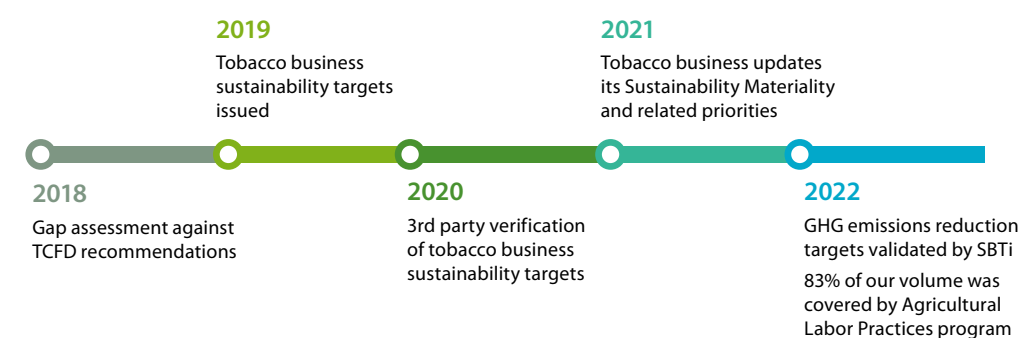 2019
Tobacco business
sustainability targets
issued
2021
Tobacco business updates
its Sustainability Materiality
and related priorities
2018
Gap assessment against
TCFD recommendations
2020
3rd party verification
of tobacco business
sustainability targets
2022
GHG emissions reduction
targets validated by SBTi
83% of our volume was
covered by Agricultural
Labor Practices program